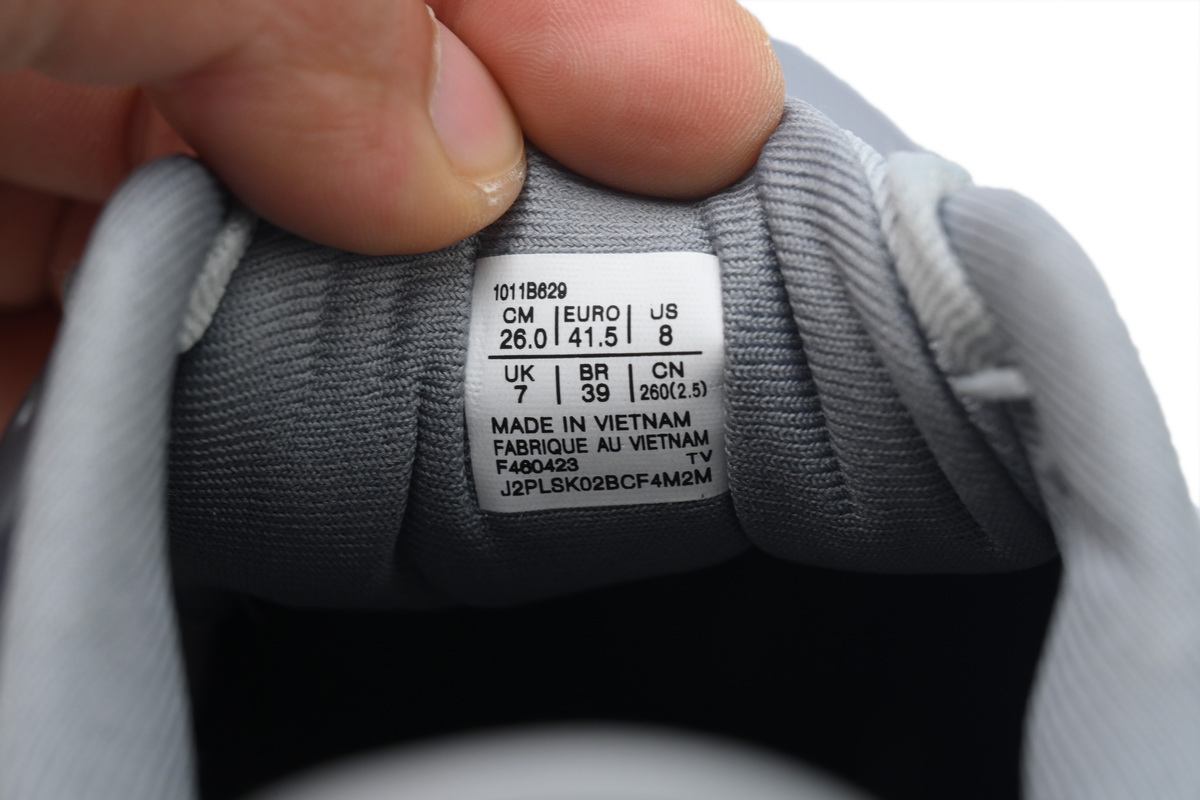 1011B629
CM | EURO | US
26.0 | 41.5 | 8
UK | BR | CN
7 | 39 | 260(2.5)
MADE IN VIETNAM
FABRIQUE AU VIETNAM
F460423 TV
J2PLSK02BCF4M2M